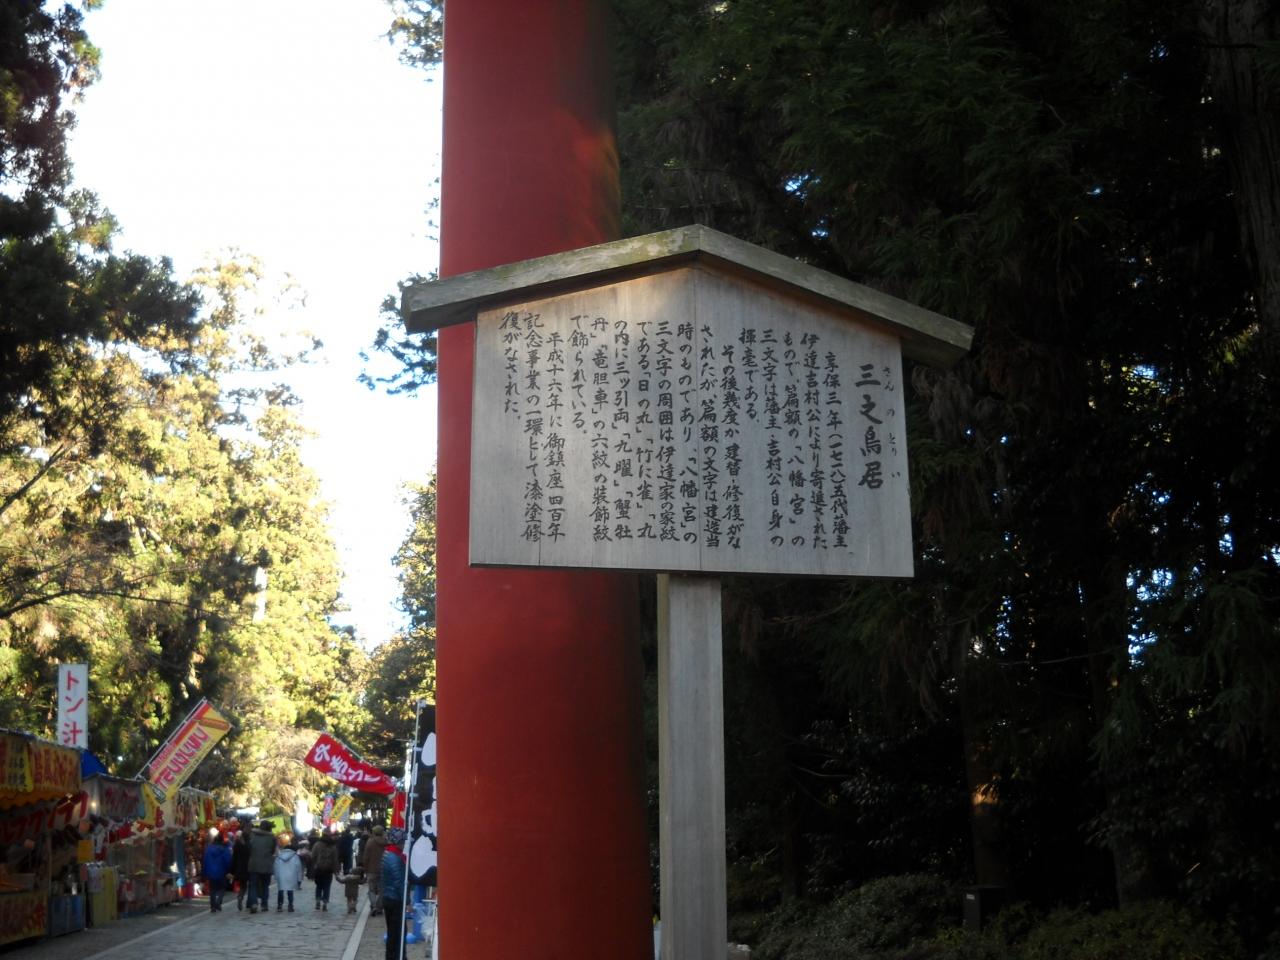 三之鳥居
さんのとりい
享保三年(一七一八)五代藩主
伊達吉村公により寄進された
もので、篇額の「八幡宮」の
三文字は藩主・吉村公自身の
揮毫である。
その後幾度か建替・修復がな
されたが篇額の文字は建造当
時のものであり、「八幡宮」の
三文字の周囲は伊達家の家紋
である「日の丸」「竹に雀」「九
の内に三ッ引両」「九曜」「蟹牡
丹」「竜胆車」の六紋の装飾紋
で飾られている。
平成十六年に御鎮座四百年
記念事業の一環として漆塗修
復がなされた。
トン汁